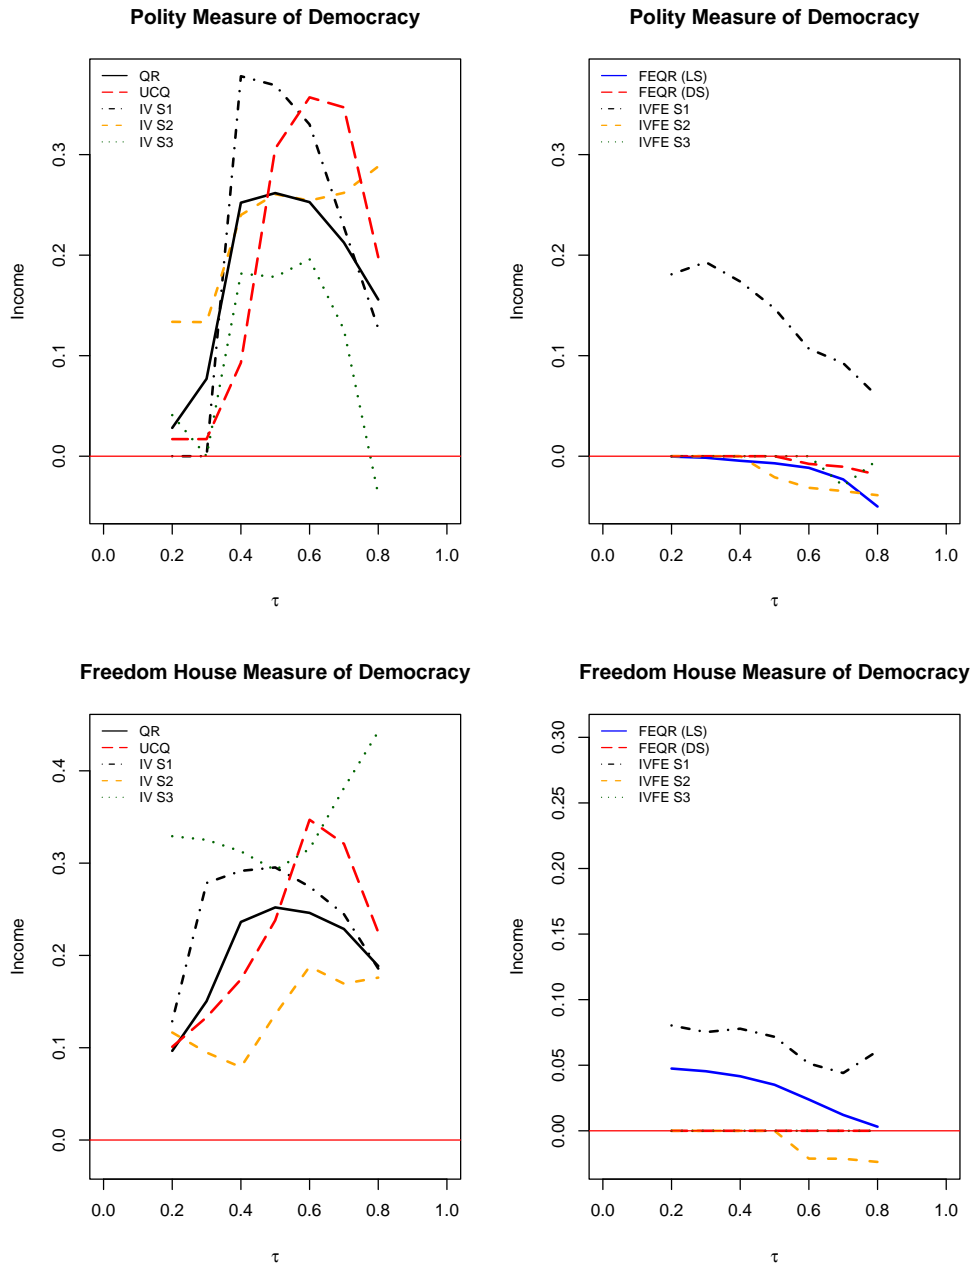 Polity Measure of Democracy
QR
UCQ
IV S1
IV S2
IV S3
Income
0.0
0.1
0.2
0.3
0.0 0.2 0.4 0.6 0.8 1.0
τ
Polity Measure of Democracy
FEQR (LS)
FEQR (DS)
IVFE S1
IVFE S2
IVFE S3
Income
0.0
0.1
0.2
0.3
0.0 0.2 0.4 0.6 0.8 1.0
τ
Freedom House Measure of Democracy
QR
UCQ
IV S1
IV S2
IV S3
Income
0.0
0.1
0.2
0.3
0.4
0.0 0.2 0.4 0.6 0.8 1.0
τ
Freedom House Measure of Democracy
FEQR (LS)
FEQR (DS)
IVFE S1
IVFE S2
IVFE S3
Income
0.00
0.05
0.10
0.15
0.20
0.25
0.30
0.0 0.2 0.4 0.6 0.8 1.0
τ